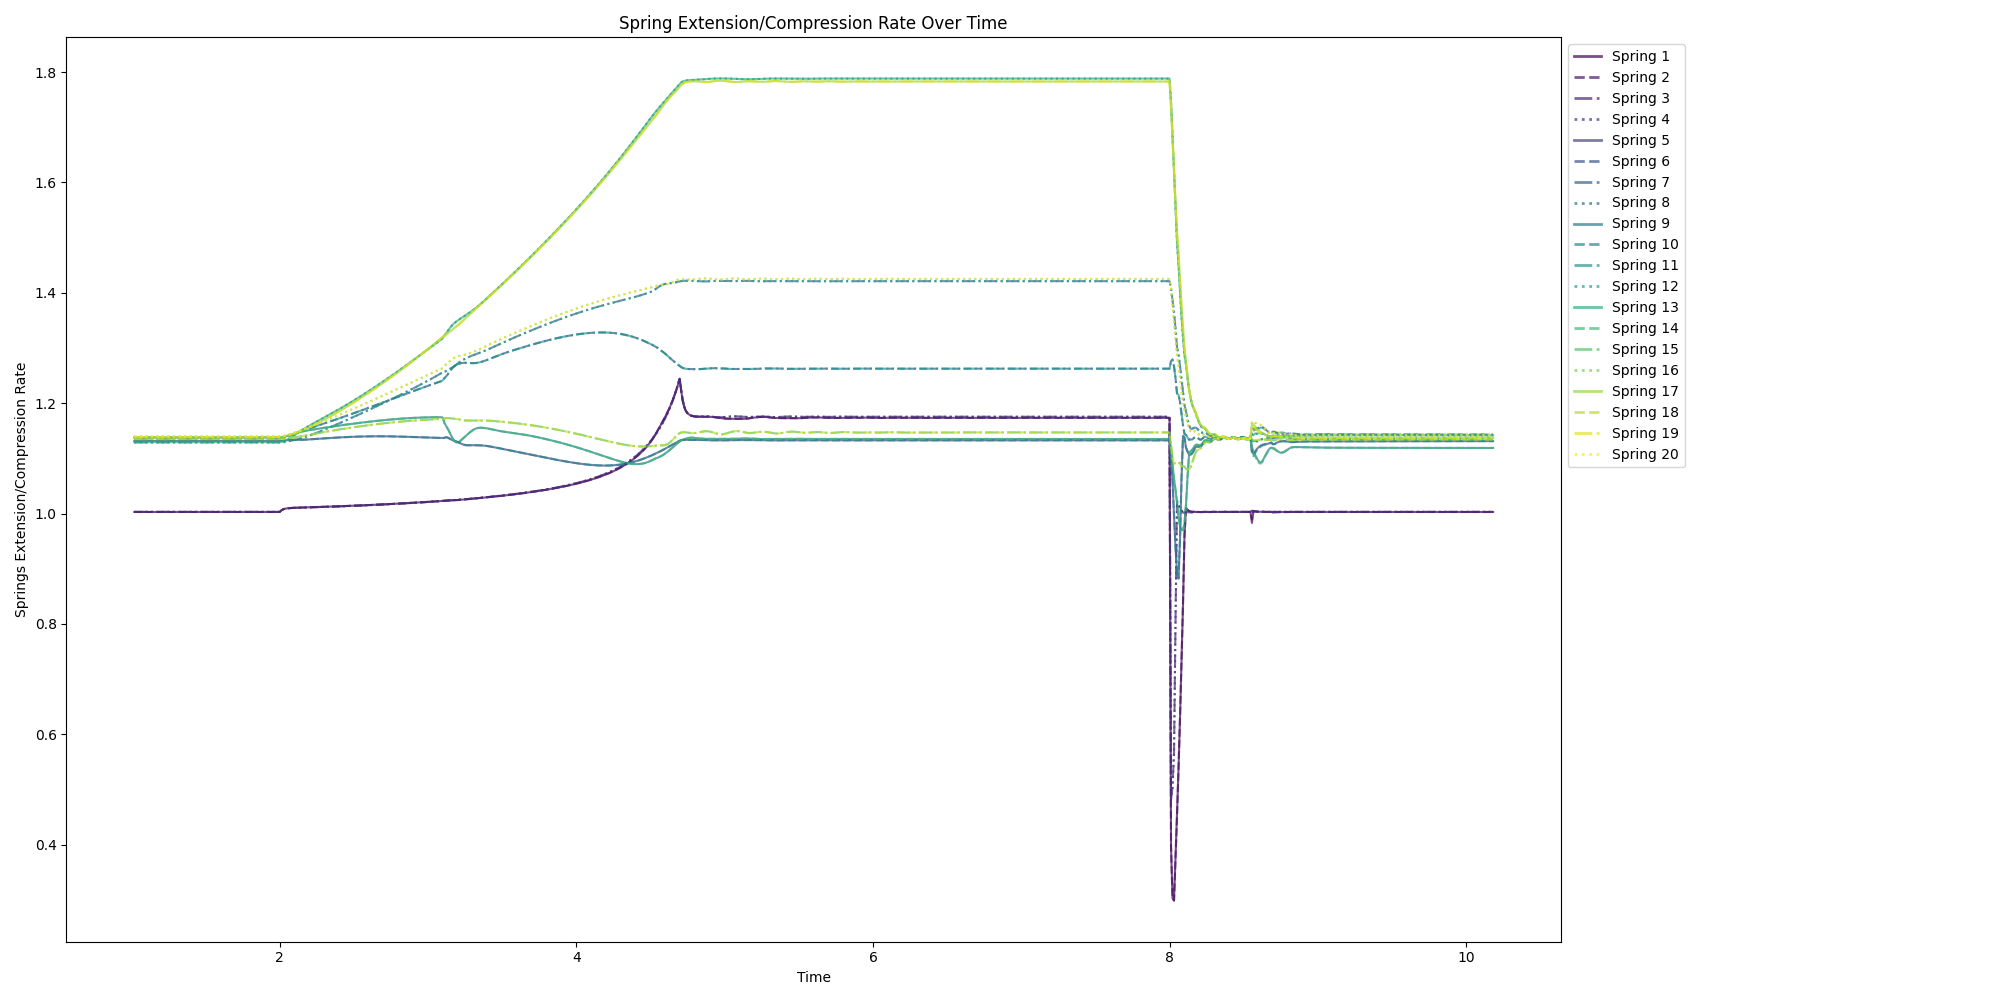 Spring Extension/Compression Rate Over Time
Springs Extension/Compression Rate
1.8
1.6
1.4
1.2
1.0
0.8
0.6
0.4
2
4
6
8
10
Time
Spring 1
Spring 2
Spring 3
Spring 4
Spring 5
Spring 6
Spring 7
Spring 8
Spring 9
Spring 10
Spring 11
Spring 12
Spring 13
Spring 14
Spring 15
Spring 16
Spring 17
Spring 18
Spring 19
Spring 20